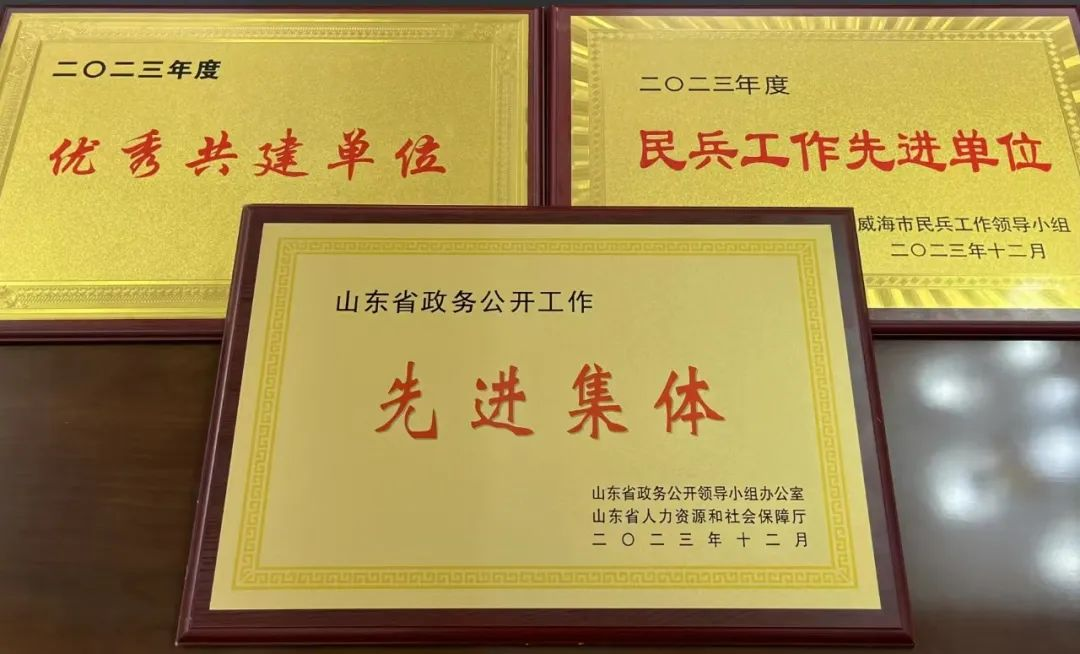 二〇二三年度
优秀共建单位
二〇二三年度
民兵工作先进单位
威海市民兵工作领导小组
二〇二三年十二月
山东省政务公开工作
先进集体
山东省政务公开领导小组办公室
山东省人力资源和社会保障厅
二〇二三年十二月